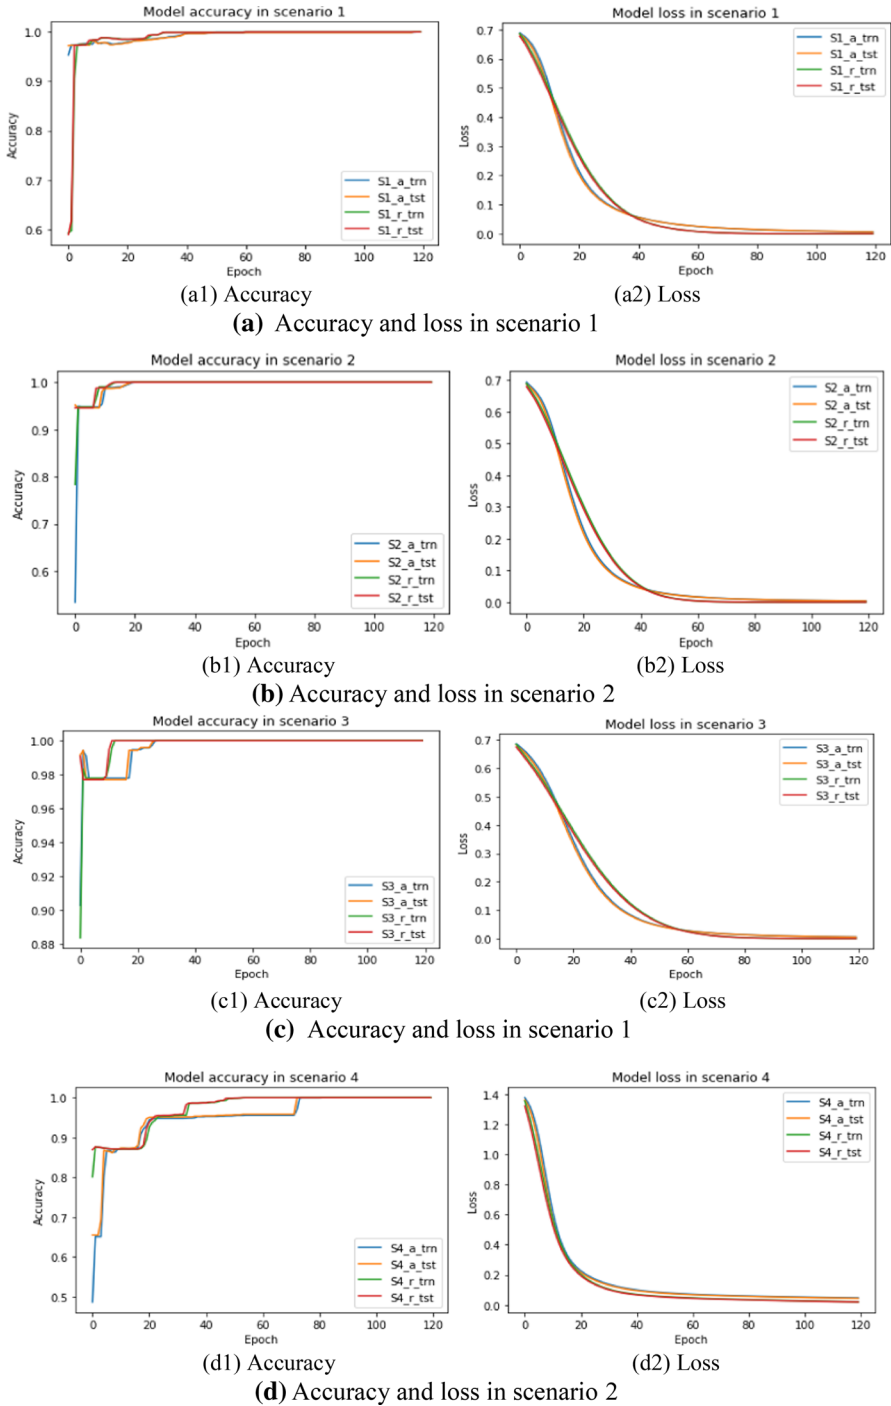 Model accuracy in scenario 1
Accuracy
1.0
0.9
0.8
0.7
0.6
0 20 40 60 80 100 120
Epoch
S1_a_trn
S1_a_tst
S1_r_trn
S1_r_tst
Model loss in scenario 1
Loss
0.7
0.6
0.5
0.4
0.3
0.2
0.1
0.0
0 20 40 60 80 100 120
Epoch
S1_a_trn
S1_a_tst
S1_r_trn
S1_r_tst
(a1) Accuracy
(a2) Loss
(a) Accuracy and loss in scenario 1
Model accuracy in scenario 2
Accuracy
1.0
0.9
0.8
0.7
0.6
0 20 40 60 80 100 120
Epoch
S2_a_trn
S2_a_tst
S2_r_trn
S2_r_tst
Model loss in scenario 2
Loss
0.7
0.6
0.5
0.4
0.3
0.2
0.1
0.0
0 20 40 60 80 100 120
Epoch
S2_a_trn
S2_a_tst
S2_r_trn
S2_r_tst
(b1) Accuracy
(b2) Loss
(b) Accuracy and loss in scenario 2
Model accuracy in scenario 3
Accuracy
1.00
0.98
0.96
0.94
0.92
0.90
0.88
0 20 40 60 80 100 120
Epoch
S3_a_trn
S3_a_tst
S3_r_trn
S3_r_tst
Model loss in scenario 3
Loss
0.7
0.6
0.5
0.4
0.3
0.2
0.1
0.0
0 20 40 60 80 100 120
Epoch
S3_a_trn
S3_a_tst
S3_r_trn
S3_r_tst
(c1) Accuracy
(c2) Loss
(c) Accuracy and loss in scenario 1
Model accuracy in scenario 4
Accuracy
1.0
0.9
0.8
0.7
0.6
0.5
0 20 40 60 80 100 120
Epoch
S4_a_trn
S4_a_tst
S4_r_trn
S4_r_tst
Model loss in scenario 4
Loss
1.4
1.2
1.0
0.8
0.6
0.4
0.2
0.0
0 20 40 60 80 100 120
Epoch
S4_a_trn
S4_a_tst
S4_r_trn
S4_r_tst
(d1) Accuracy
(d2) Loss
(d) Accuracy and loss in scenario 2